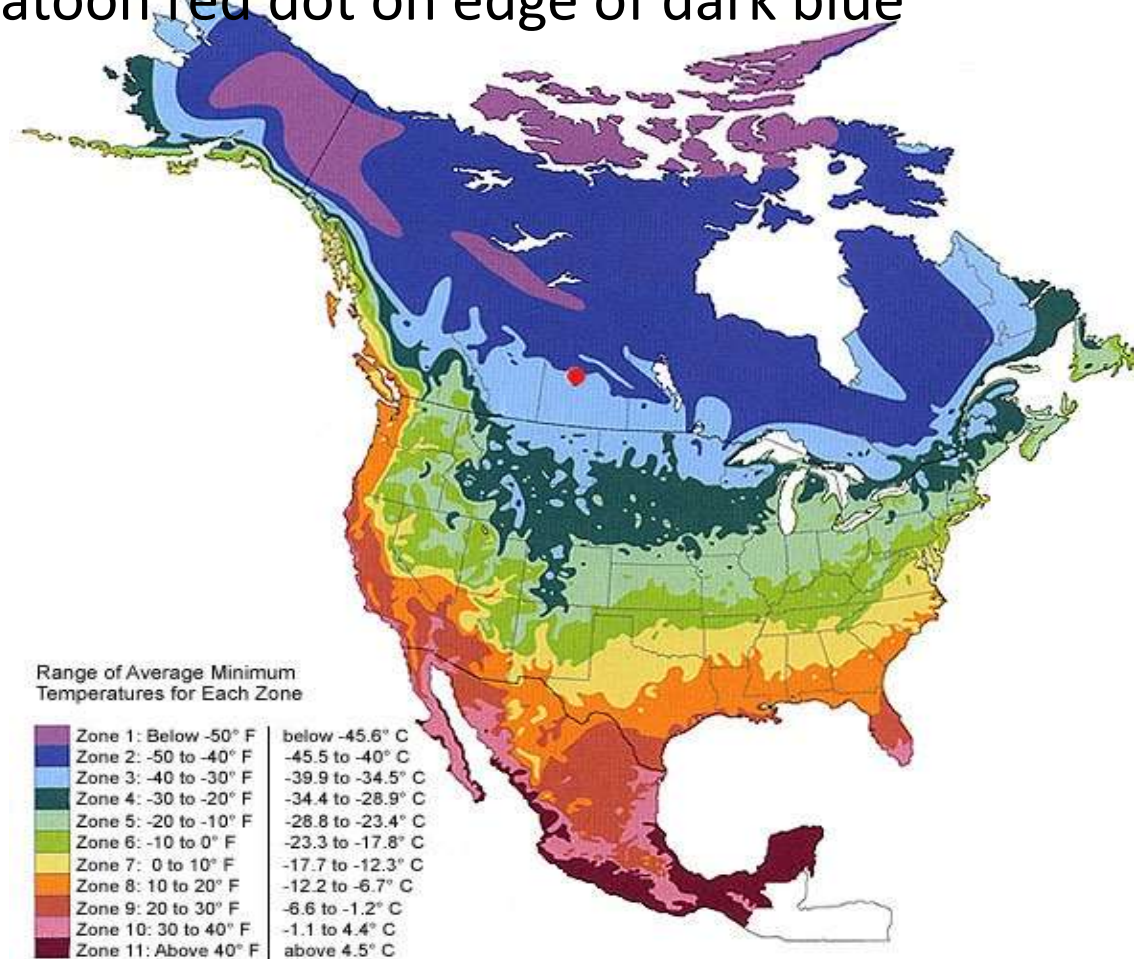 atoon red dot on edge of dark blue
Range of Average Minimum
Temperatures for Each Zone
Zone 1: Below -50° F below -45.6° C
Zone 2: -50 to -40° F -45.5 to -40° C
Zone 3: -40 to -30° F -39.9 to -34.5° C
Zone 4: -30 to -20° F -34.4 to -28.9° C
Zone 5: -20 to -10° F -28.8 to -23.4° C
Zone 6: -10 to 0° F -23.3 to -17.8° C
Zone 7: 0 to 10° F -17.7 to -12.3° C
Zone 8: 10 to 20° F -12.2 to -6.7° C
Zone 9: 20 to 30° F -6.6 to -1.2° C
Zone 10: 30 to 40° F -1.1 to 4.4° C
Zone 11: Above 40° F above 4.5° C